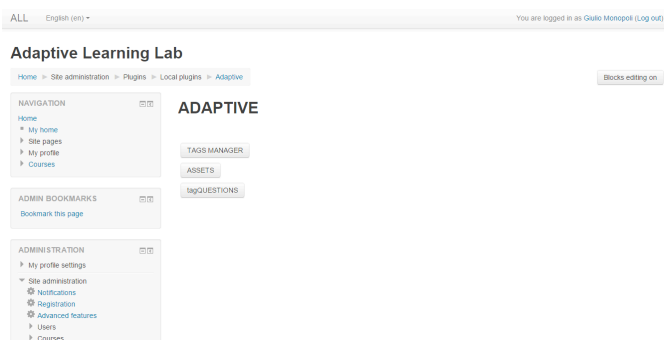 ALL English (en)
You are logged in as Giulio Monopoli (Log out)
Adaptive Learning Lab
Home Site administration Plugins Local plugins Adaptive
Blocks editing on
NAVIGATION
Home
My home
Site pages
My profile
Courses
ADMIN BOOKMARKS
Bookmark this page
ADMINISTRATION
My profile settings
Site administration
Notifications
Registration
Advanced features
Users
Courses
ADAPTIVE
TAGS MANAGER
ASSETS
tagQUESTIONS